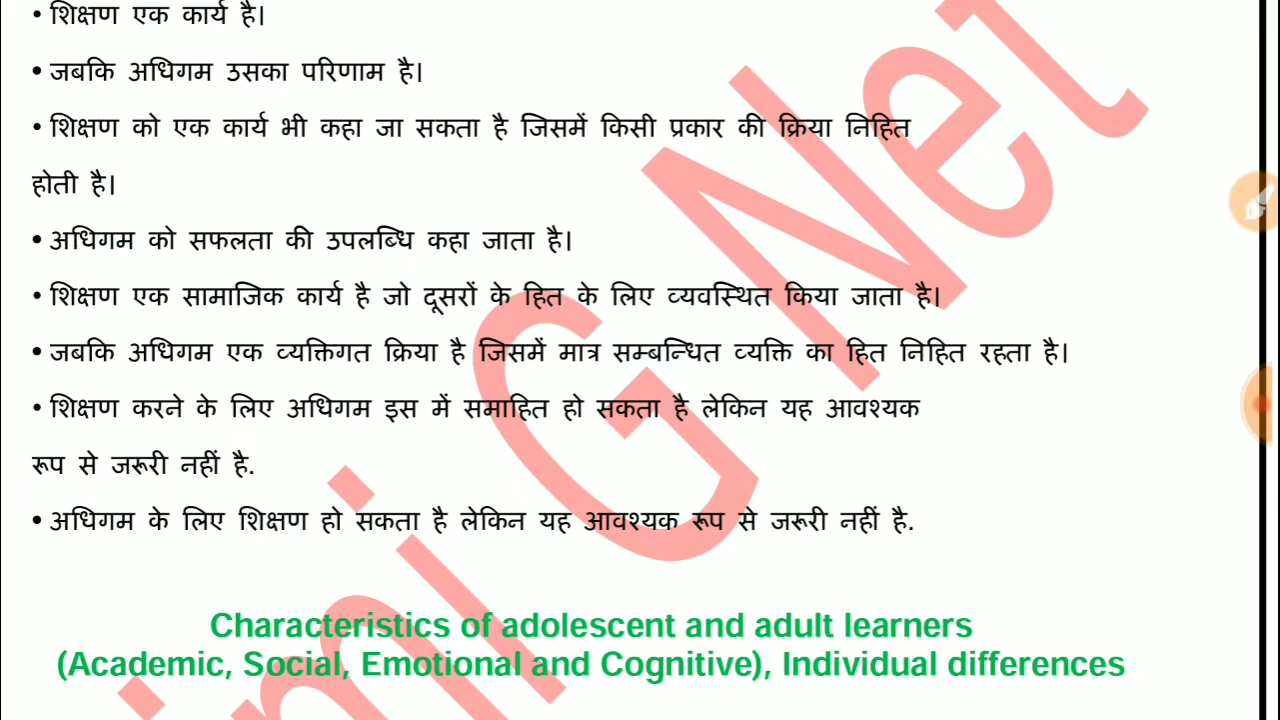 • शिक्षण एक कार्य है।
• जबकि अधिगम उसका परिणाम है।
• शिक्षण को एक कार्य भी कहा जा सकता है जिसमें किसी प्रकार की क्रिया निहित
होती है।
• अधिगम को सफलता की उपलब्धि कहा जाता है।
• शिक्षण एक सामाजिक कार्य है जो दूसरों के हित के लिए व्यवस्थित किया जाता है।
• जबकि अधिगम एक व्यक्तिगत क्रिया है जिसमें मात्र सम्बन्धित व्यक्ति का हित निहित रहता है।
• शिक्षण करने के लिए अधिगम इस में समाहित हो सकता है लेकिन यह आवश्यक
रूप से जरूरी नहीं है.
• अधिगम के लिए शिक्षण हो सकता है लेकिन यह आवश्यक रूप से जरूरी नहीं है.
Characteristics of adolescent and adult learners
(Academic, Social, Emotional and Cognitive), Individual differences
G Net